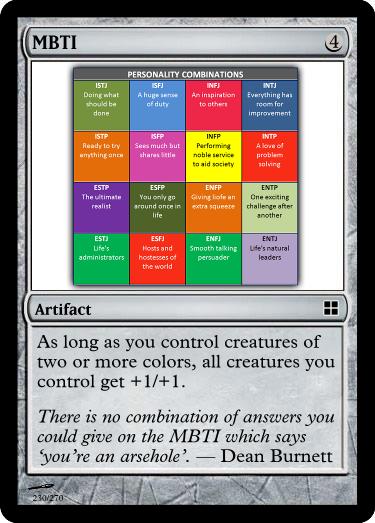 MBTI
4
PERSONALITY COMBINATIONS
ISTJ
Doing what
should be
done
ISFJ
A huge sense
of duty
INFJ
An inspiration
to others
INTJ
Everything has
room for
improvement
ISTP
Ready to try
anything once
ISFP
Sees much but
shares little
INFP
Performing
noble service
to aid society
INTP
A love of
problem
solving
ESTP
The ultimate
realist
ESFP
You only go
around once in
life
ENFP
Giving liofe an
extra squeeze
ENTP
One exciting
challenge after
another
ESTJ
Life's
administrators
ESFJ
Hosts and
hostesses of
the world
ENFJ
Smooth talking
persuader
ENTJ
Life's natural
leaders
Artifact
As long as you control creatures of
two or more colors, all creatures you
control get +1/+1.
There is no combination of answers you
could give on the MBTI which says
‘you're an arsehole’. — Dean Burnett
230/270